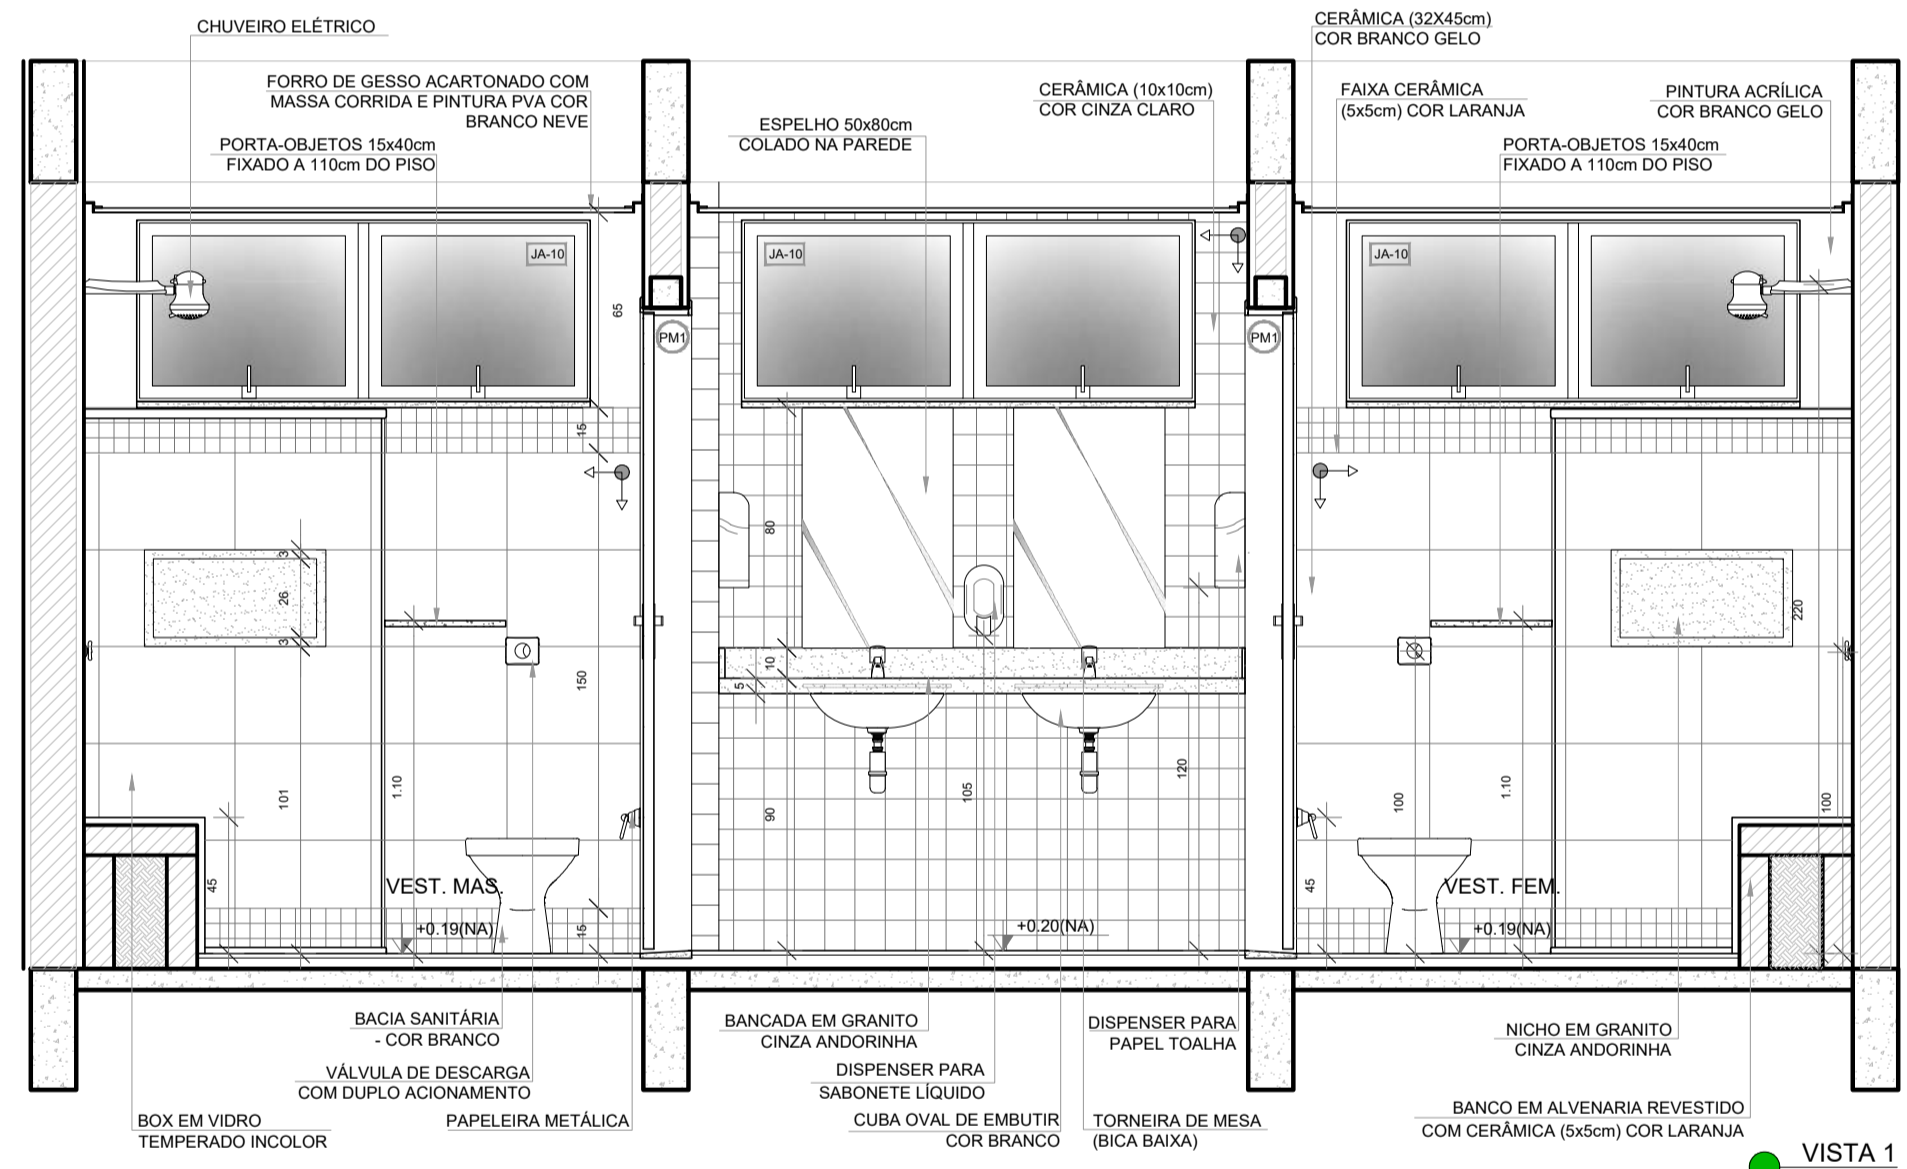 CHUVEIRO ELÉTRICO
FORRO DE GESSO ACARTONADO COM
MASSA CORRIDA E PINTURA PVA COR
BRANCO NEVE
PORTA-OBJETOS 15x40cm
FIXADO A 110cm DO PISO
ESPELHO 50x80cm
COLADO NA PAREDE
CERÂMICA (10x10cm)
COR CINZA CLARO
CERÂMICA (32X45cm)
COR BRANCO GELO
FAIXA CERÂMICA
(5x5cm) COR LARANJA
PINTURA ACRÍLICA
COR BRANCO GELO
PORTA-OBJETOS 15x40cm
FIXADO A 110cm DO PISO
JA-10
JA-10
JA-10
65
PM1
PM1
15
80
3
26
3
220
150
10
5
101
1.10
90
105
120
100
1.10
100
45
VEST. MAS.
+0.19(NA)
15
+0.20(NA)
45
VEST. FEM.
+0.19(NA)
BACIA SANITÁRIA
- COR BRANCO
VÁLVULA DE DESCARGA
COM DUPLO ACIONAMENTO
BOX EM VIDRO
TEMPERADO INCOLOR
PAPELEIRA METÁLICA
BANCADA EM GRANITO
CINZA ANDORINHA
DISPENSER PARA
SABONETE LÍQUIDO
CUBA OVAL DE EMBUTIR
COR BRANCO
DISPENSER PARA
PAPEL TOALHA
TORNEIRA DE MESA
(BICA BAIXA)
NICHO EM GRANITO
CINZA ANDORINHA
BANCO EM ALVENARIA REVESTIDO
COM CERÂMICA (5x5cm) COR LARANJA
VISTA 1